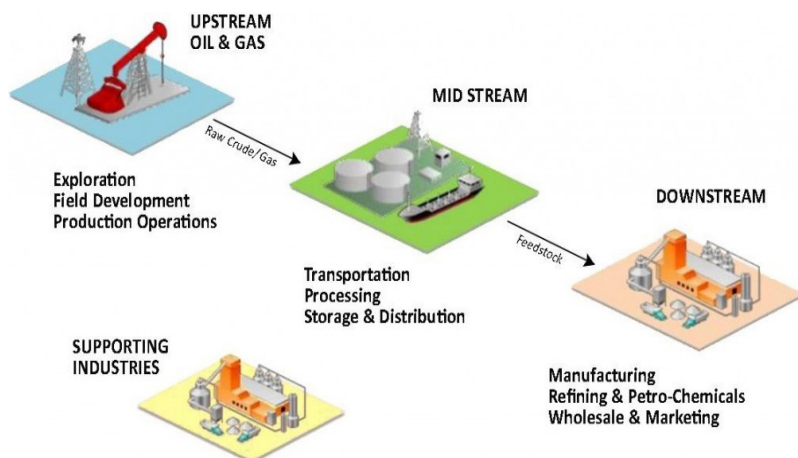 UPSTREAM
OIL & GAS
Raw Crude/Gas
Exploration
Field Development
Production Operations
MID STREAM
Feedstock
Transportation
Processing
Storage & Distribution
DOWNSTREAM
Manufacturing
Refining & Petro-Chemicals
Wholesale & Marketing
SUPPORTING
INDUSTRIES